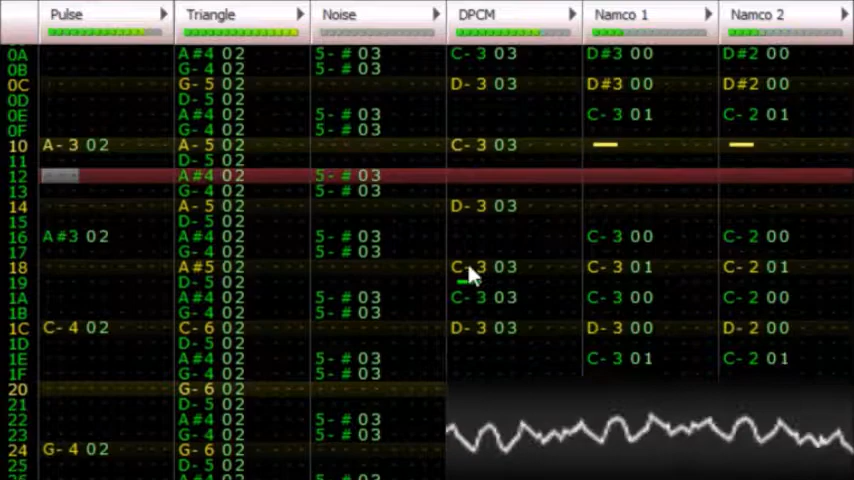 Pulse Triangle Noise DPCM Namco 1 Namco 2
0A A#4 02 5-# 03 C-3 03 D#3 00 D#2 00
0B G-4 02 5-# 03
0C G-5 02 D-3 03 D#3 00 D#2 00
0D D-5 02
0E A#4 02 5-# 03 C-3 01 C-2 01
0F G-4 02 5-# 03
10 A-3 02 A-5 02 C-3 03
11 D-5 02
12 A#4 02 5-# 03
13 G-4 02 5-# 03
14 A-5 02 D-3 03
15 D-5 02
16 A#3 02 A#4 02 5-# 03 C-3 00 C-2 00
17 G-4 02 5-# 03
18 A#5 02 C-3 03 C-3 01 C-2 01
19 D-5 02
1A A#4 02 5-# 03 C-3 03 C-3 00 C-2 00
1B G-4 02 5-# 03
1C C-4 02 C-6 02 D-3 03 D-3 00 D-2 00
1D D-5 02
1E A#4 02 5-# 03 C-3 01 C-2 01
1F G-4 02 5-# 03
20 G-6 02
21 D-5 02
22 A#4 02 5-# 03
23 G-4 02 5-# 03
24 G-4 02 G-6 02
25 D-5 02